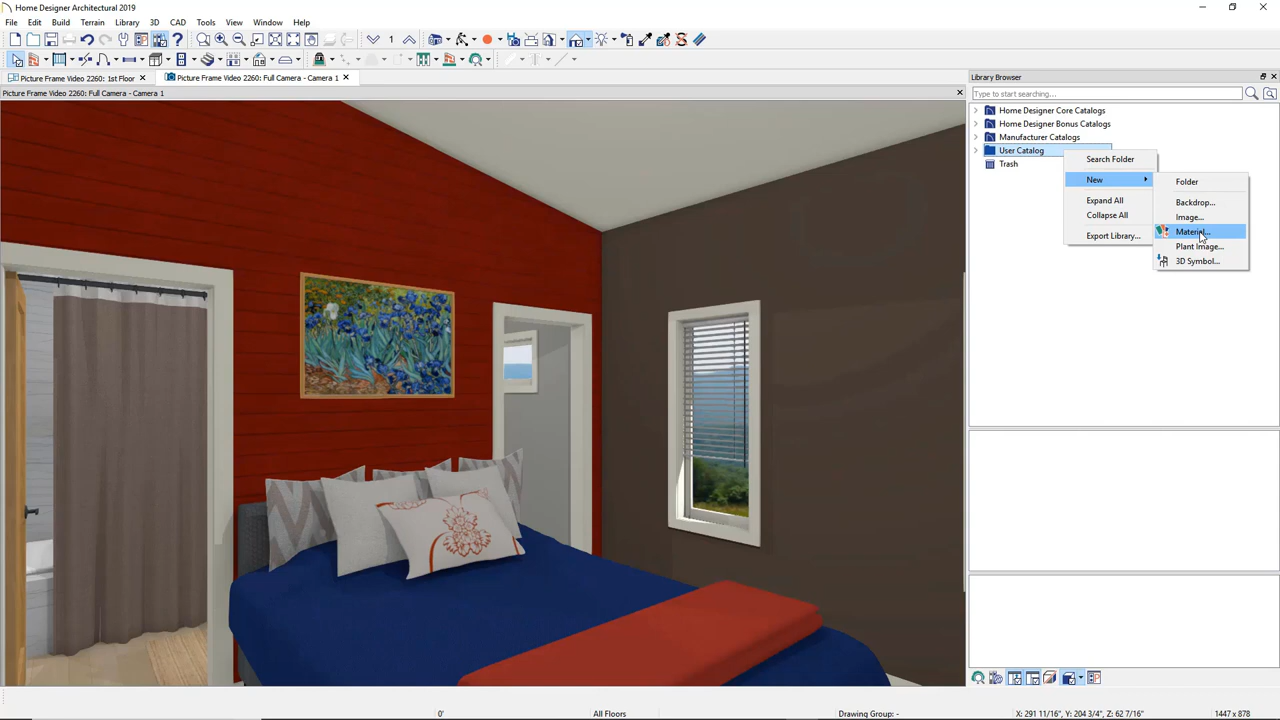 Home Designer Architectural 2019
File Edit Build Terrain Library 3D CAD Tools View Window Help
1
Picture Frame Video 2260: 1st Floor
Picture Frame Video 2260: Full Camera - Camera 1
Library Browser
Picture Frame Video 2260: Full Camera - Camera 1
Type to start searching...
Home Designer Core Catalogs
Home Designer Bonus Catalogs
Manufacturer Catalogs
User Catalog
Trash
Search Folder
New
Expand All
Collapse All
Export Library...
Folder
Backdrop...
Image...
Material...
Plant Image...
3D Symbol...
0'
All Floors
Drawing Group: -
X: 291 11/16", Y: 204 3/4", Z: 62 7/16"
1447 x 878